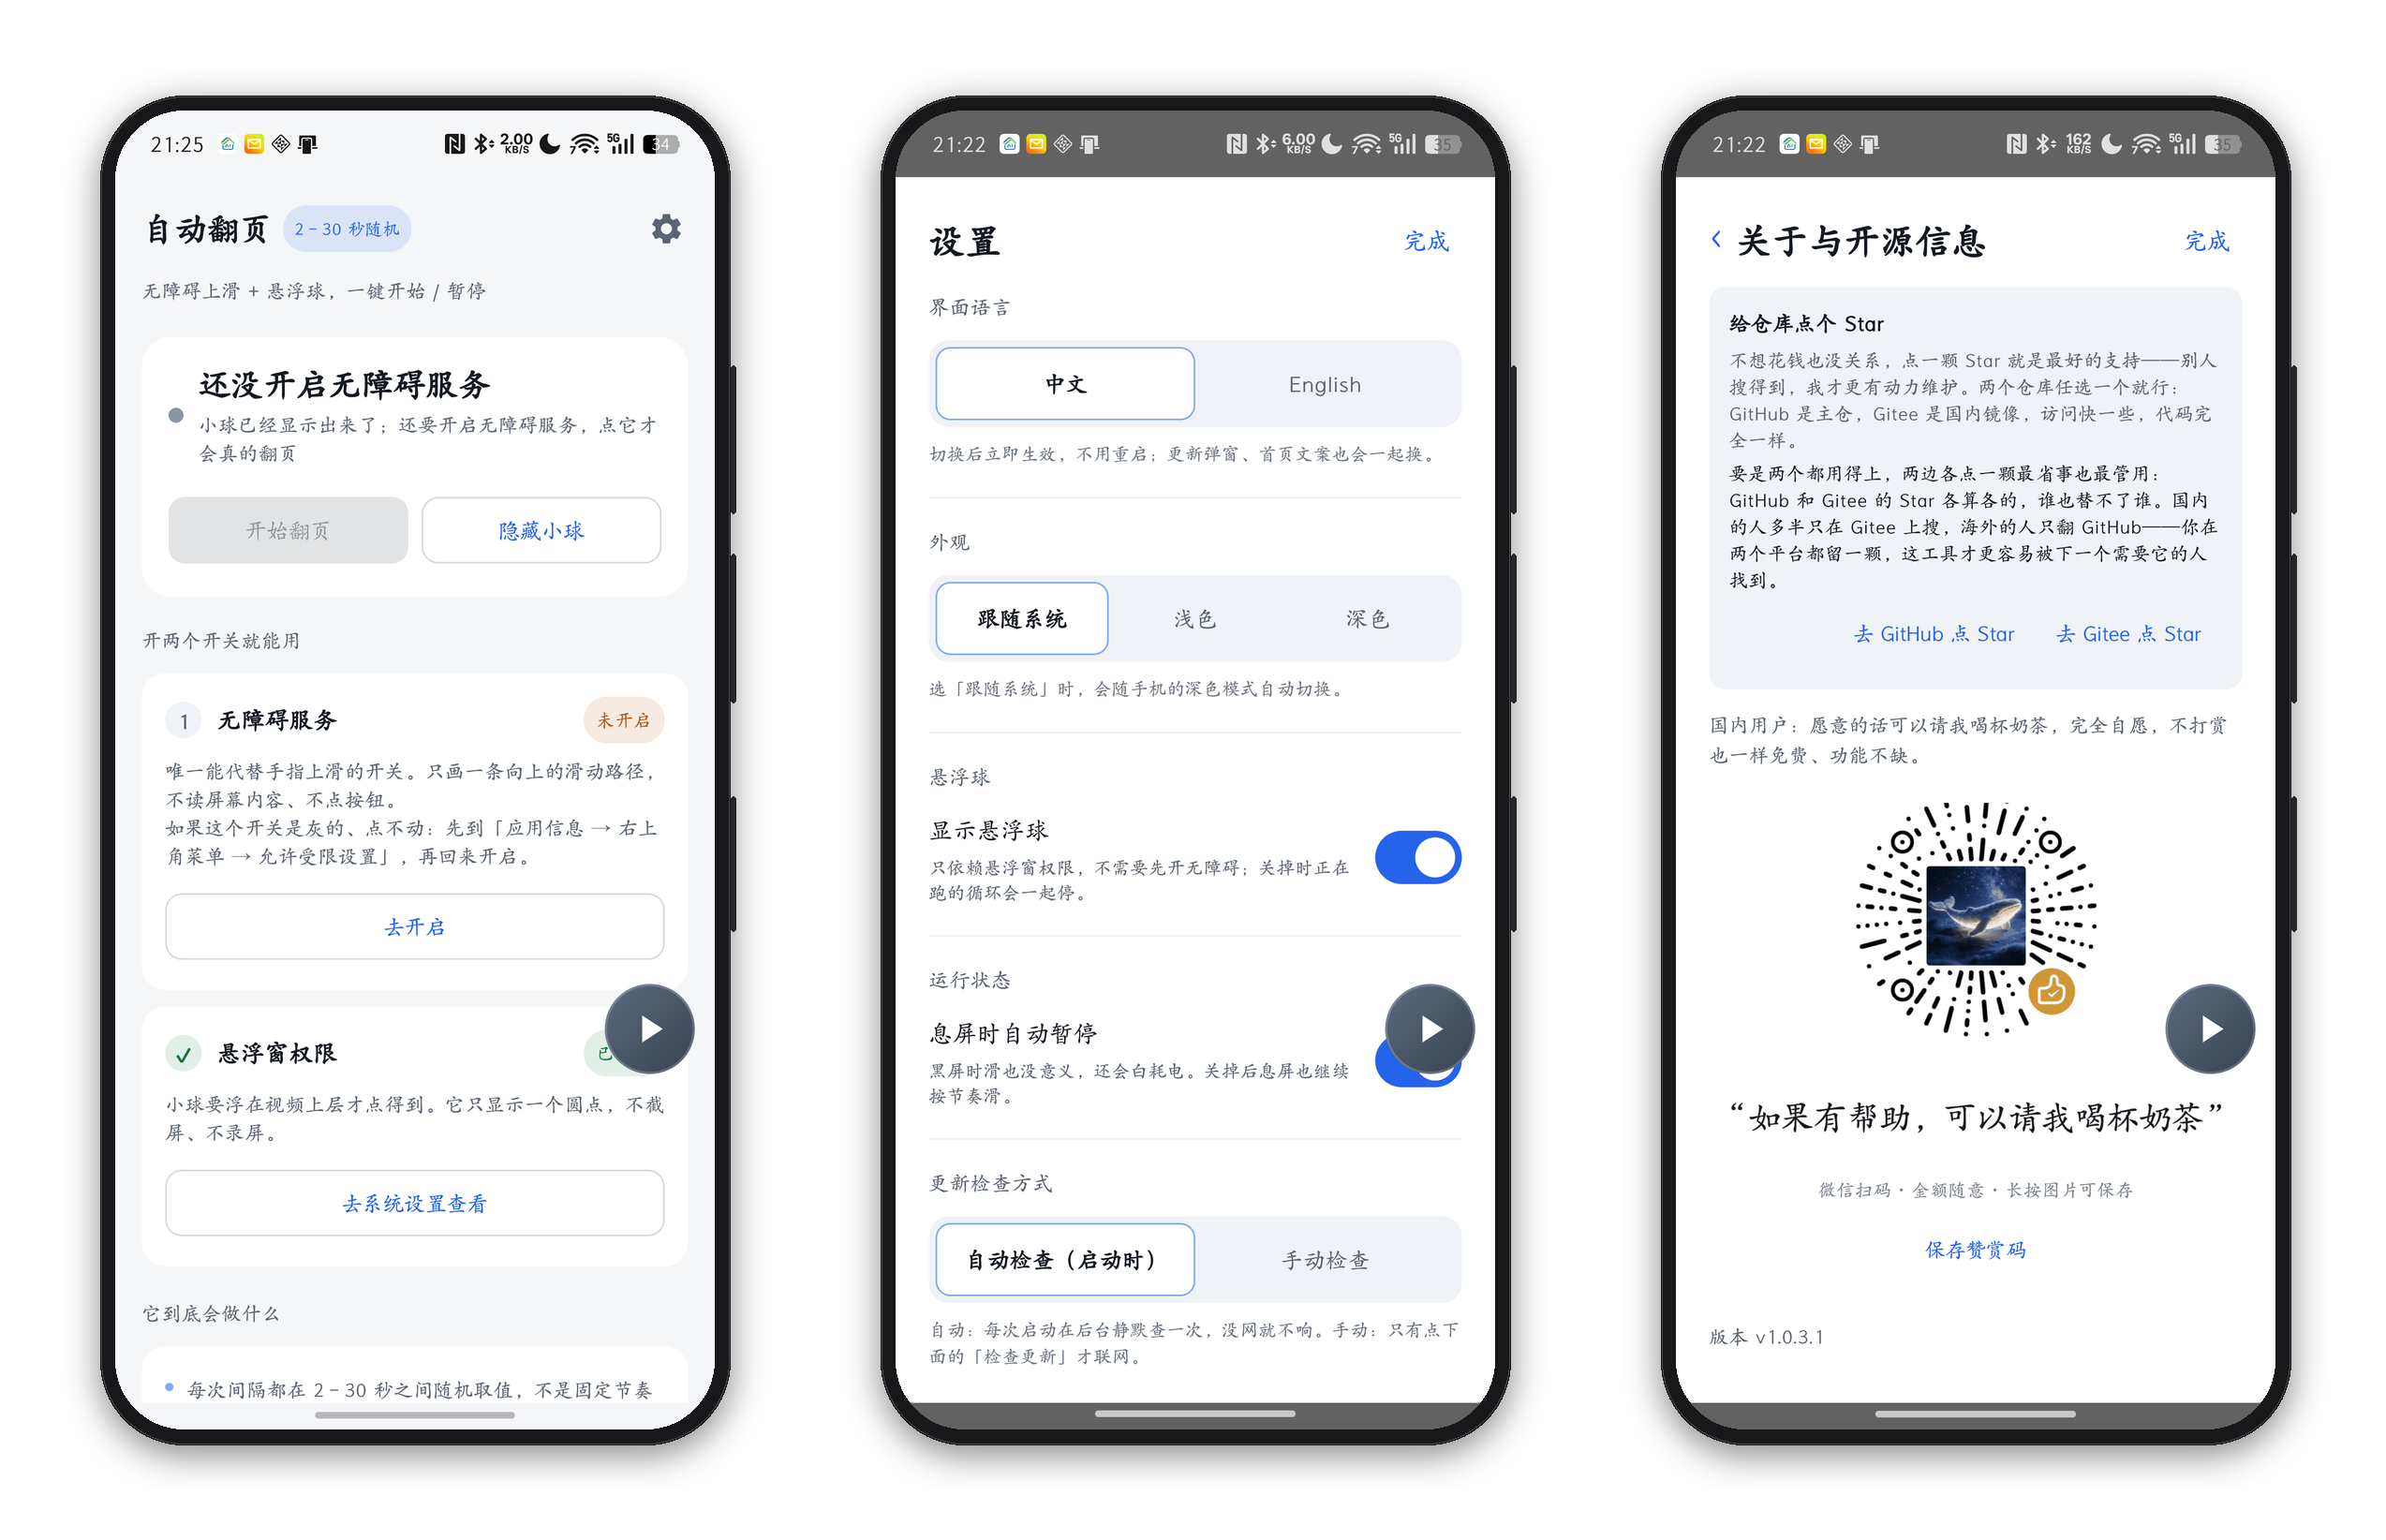 21:25
2.00 KB/S
5G
34
自动翻页
2 – 30 秒随机
无障碍上滑 + 悬浮球，一键开始 / 暂停
还没开启无障碍服务
小球已经显示出来了；还要开启无障碍服务，点它才
会真的翻页
开始翻页
隐藏小球
开两个开关就能用
1
无障碍服务
未开启
唯一能代替手指上滑的开关。只画一条向上的滑动路径，
不读屏幕内容、不点按钮。
如果这个开关是灰的、点不动：先到「应用信息 → 右上
角菜单 → 允许受限设置」，再回来开启。
去开启
悬浮窗权限
小球要浮在视频上层才点得到。它只显示一个圆点，不截
屏、不录屏。
去系统设置查看
它到底会做什么
每次间隔都在 2 – 30 秒之间随机取值，不是固定节奏
21:22
6.00 KB/S
5G
35
设置
完成
界面语言
中文
English
切换后立即生效，不用重启；更新弹窗、首页文案也会一起换。
外观
跟随系统
浅色
深色
选「跟随系统」时，会随手机的深色模式自动切换。
悬浮球
显示悬浮球
只依赖悬浮窗权限，不需要先开无障碍；关掉时正在
跑的循环会一起停。
运行状态
息屏时自动暂停
黑屏时滑也没意义，还会白耗电。关掉后息屏也继续
按节奏滑。
更新检查方式
自动检查（启动时）
手动检查
自动：每次启动在后台静默查一次，没网就不响。手动：只有点下
面的「检查更新」才联网。
21:22
162 KB/S
5G
35
关于与开源信息
完成
给仓库点个 Star
不想花钱也没关系，点一颗 Star 就是最好的支持——别人
搜得到，我才更有动力维护。两个仓库任选一个就行：
GitHub 是主仓，Gitee 是国内镜像，访问快一些，代码完
全一样。
要是两个都用得上，两边各点一颗最省事也最管用：
GitHub 和 Gitee 的 Star 各算各的，谁也替不了谁。国内
的人多半只在 Gitee 上搜，海外的人只翻 GitHub——你在
两个平台都留一颗，这工具才更容易被下一个需要它的人
找到。
去 GitHub 点 Star
去 Gitee 点 Star
国内用户：愿意的话可以请我喝杯奶茶，完全自愿，不打赏
也一样免费、功能不缺。
“如果有帮助，可以请我喝杯奶茶”
微信扫码 · 金额随意 · 长按图片可保存
保存赞赏码
版本 v1.0.3.1